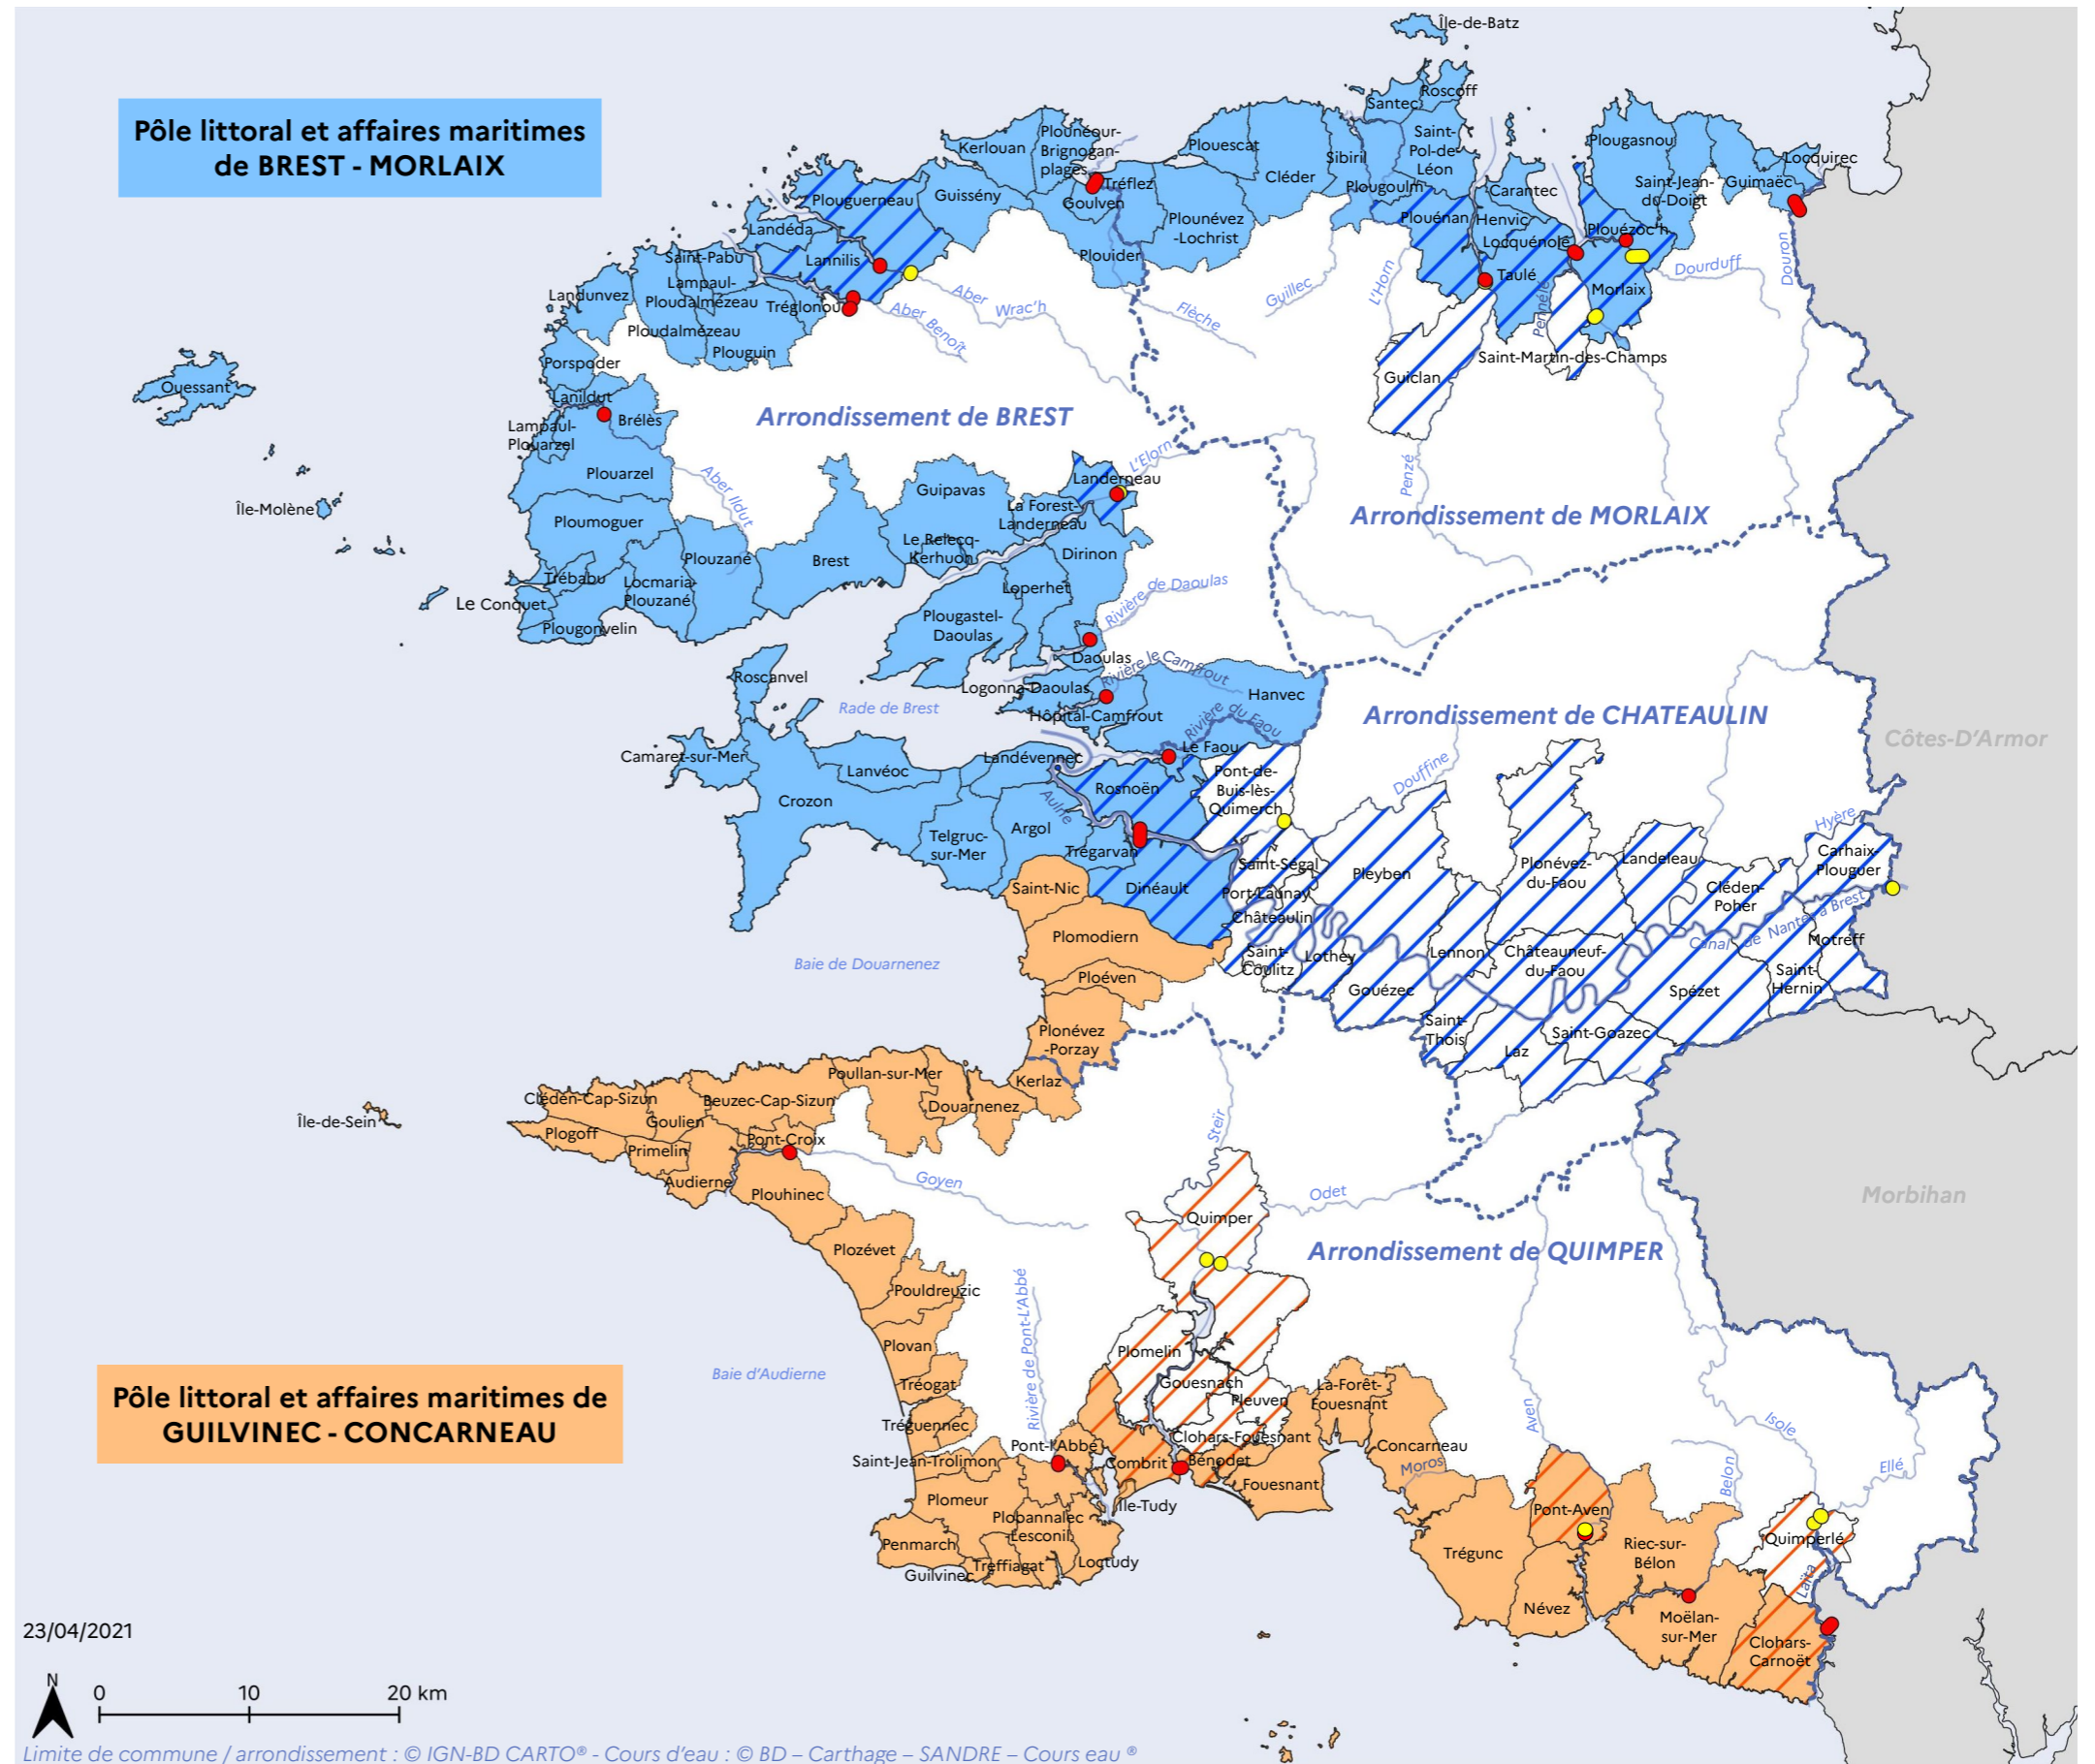 Île-de-Batz
Roscoff
Santec
Pôle littoral et affaires maritimes
de BREST - MORLAIX
Plounéour-
Brignogan-
plages
Kerlouan
Plouescat
Cléder
Sibiril
Saint-
Pol-de-
Léon
Plougoulm
Plougasnou
Locquirec
Saint-Jean-
du-Doigt
Guimaëc
Carantec
Tréflez
Goulven
Guissény
Plouguerneau
Landéda
Lannilis
Plounévez
-Lochrist
Plouider
Plouénan
Henvic
Locquénolé
Plouézoc'h
Taulé
Morlaix
Penzélé
Dourduff
Douron
Saint-Pabu
Lampaul-
Ploudalmézeau
Landunvez
Tréglonou
Ploudalmézeau
Plouguin
Aber Wrac'h
Aber Benoît
Flèche
Guillec
L'Horn
Saint-Martin-des-Champs
Guiclan
Porspoder
Ouessant
Lanildut
Brélès
Lampaul-
Plouarzel
Plouarzel
Arrondissement de BREST
Aber Ildut
L'Elorn
Penzé
Landerneau
Guipavas
La Forest-
Landerneau
Île-Molène
Ploumoguer
Arrondissement de MORLAIX
Le Relecq-
Kerhuon
Dirinon
Plouzané
Brest
Trébabu
Locmaria-
Plouzané
Loperhet
Rivière de Daoulas
Le Conquet
Plougonvelin
Plougastel-
Daoulas
Daoulas
Rivière le Camfrout
Roscanvel
Logonna-Daoulas
Hanvec
Rade de Brest
Hôpital-Camfrout
Rivière du Faou
Arrondissement de CHATEAULIN
Côtes-D'Armor
Camaret-sur-Mer
Lanvéoc
Landévennec
Le Faou
Crozon
Rosnoën
Pont-de-
Buis-lès-
Quimerch
Douffine
Aulne
Argol
Telgruc-
sur-Mer
Trégarvan
Hyère
Saint-Nic
Dinéault
Saint-Ségal
Port-Launay
Châteaulin
Pleyben
Plonévez-
du-Faou
Landeleau
Cléden-
Poher
Carhaix-
Plouguer
Canal de Nantes à Brest
Plomodiern
Baie de Douarnenez
Ploéven
Saint-
Coulitz
Lothey
Gouézec
Lennon
Châteauneuf-
du-Faou
Spézet
Saint-
Hernin
Motreff
Plonévez
-Porzay
Saint-
Thois
Laz
Saint-Goazec
Kerlaz
Poullan-sur-Mer
Douarnenez
Cléden-Cap-Sizun
Beuzec-Cap-Sizun
Goulien
Île-de-Sein
Plogoff
Primelin
Pont-Croix
Audierne
Plouhinec
Goyen
Steir
Odet
Morbihan
Quimper
Arrondissement de QUIMPER
Plozévet
Pouldreuzic
Rivière de Pont-L'Abbé
Plovan
Plomelin
Baie d'Audierne
Pôle littoral et affaires maritimes de
GUILVINEC - CONCARNEAU
Tréogat
Gouesnach
Pleuven
La-Forêt-
Fouesnant
Tréguennec
Clohars-Fouesnant
Aven
Isole
Ellé
Belon
Saint-Jean-Trolimon
Pont-l'Abbé
Combrit
Bénodet
Fouesnant
Concarneau
Moros
Plomeur
Île-Tudy
Plobannalec
-Lesconil
Penmarch
Treffiagat
Guilvinec
Loctudy
Trégunc
Pont-Aven
Névez
Riec-sur-
Bélon
Quimperlé
Laïta
Moëlan-
sur-Mer
Clohars-
Carnoët
23/04/2021
N
0 10 20 km
Limite de commune / arrondissement : © IGN-BD CARTO® - Cours d'eau : © BD – Carthage – SANDRE – Cours eau ®